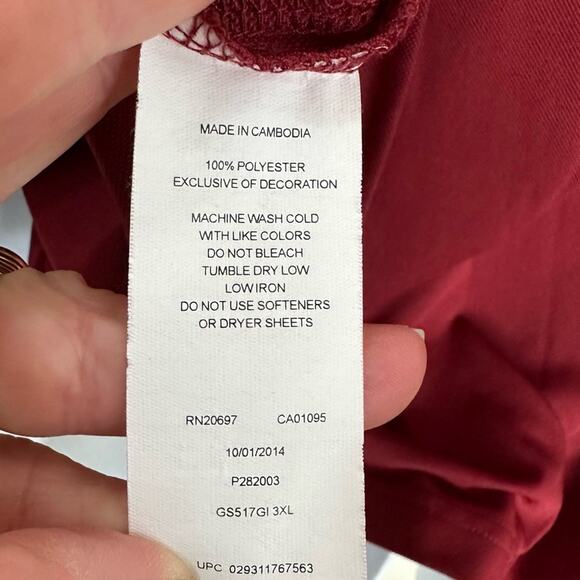 MADE IN CAMBODIA
100% POLYESTER
EXCLUSIVE OF DECORATION
MACHINE WASH COLD
WITH LIKE COLORS
DO NOT BLEACH
TUMBLE DRY LOW
LOW IRON
DO NOT USE SOFTENERS
OR DRYER SHEETS
RN20697 CA01095
10/01/2014
P282003
GS517GI 3XL
UPC 029311767563